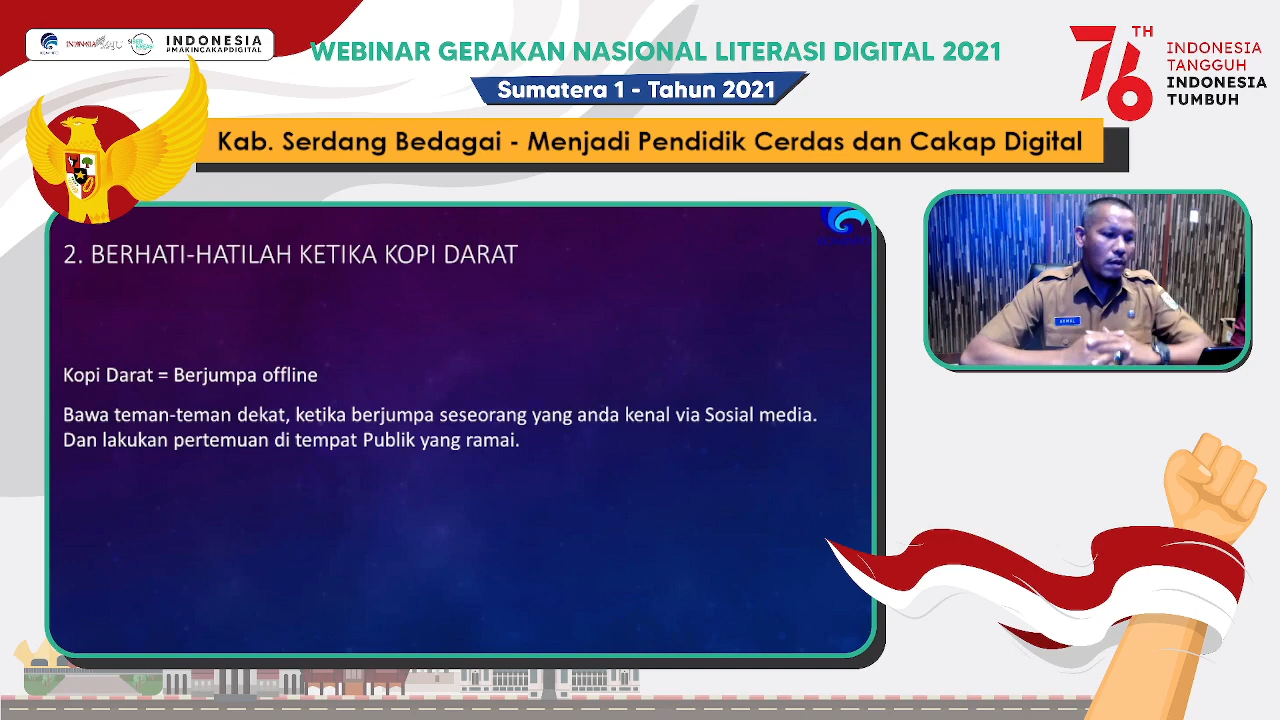 INDONESIA
#MAKINCAKAPDIGITAL
WEBINAR GERAKAN NASIONAL LITERASI DIGITAL 2021
Sumatera 1 - Tahun 2021
76TH
INDONESIA
TANGGUH
INDONESIA
TUMBUH
Kab. Serdang Bedagai - Menjadi Pendidik Cerdas dan Cakap Digital
2. BERHATI-HATILAH KETIKA KOPI DARAT
Kopi Darat = Berjumpa offline
Bawa teman-teman dekat, ketika berjumpa seseorang yang anda kenal via Sosial media.
Dan lakukan pertemuan di tempat Publik yang ramai.